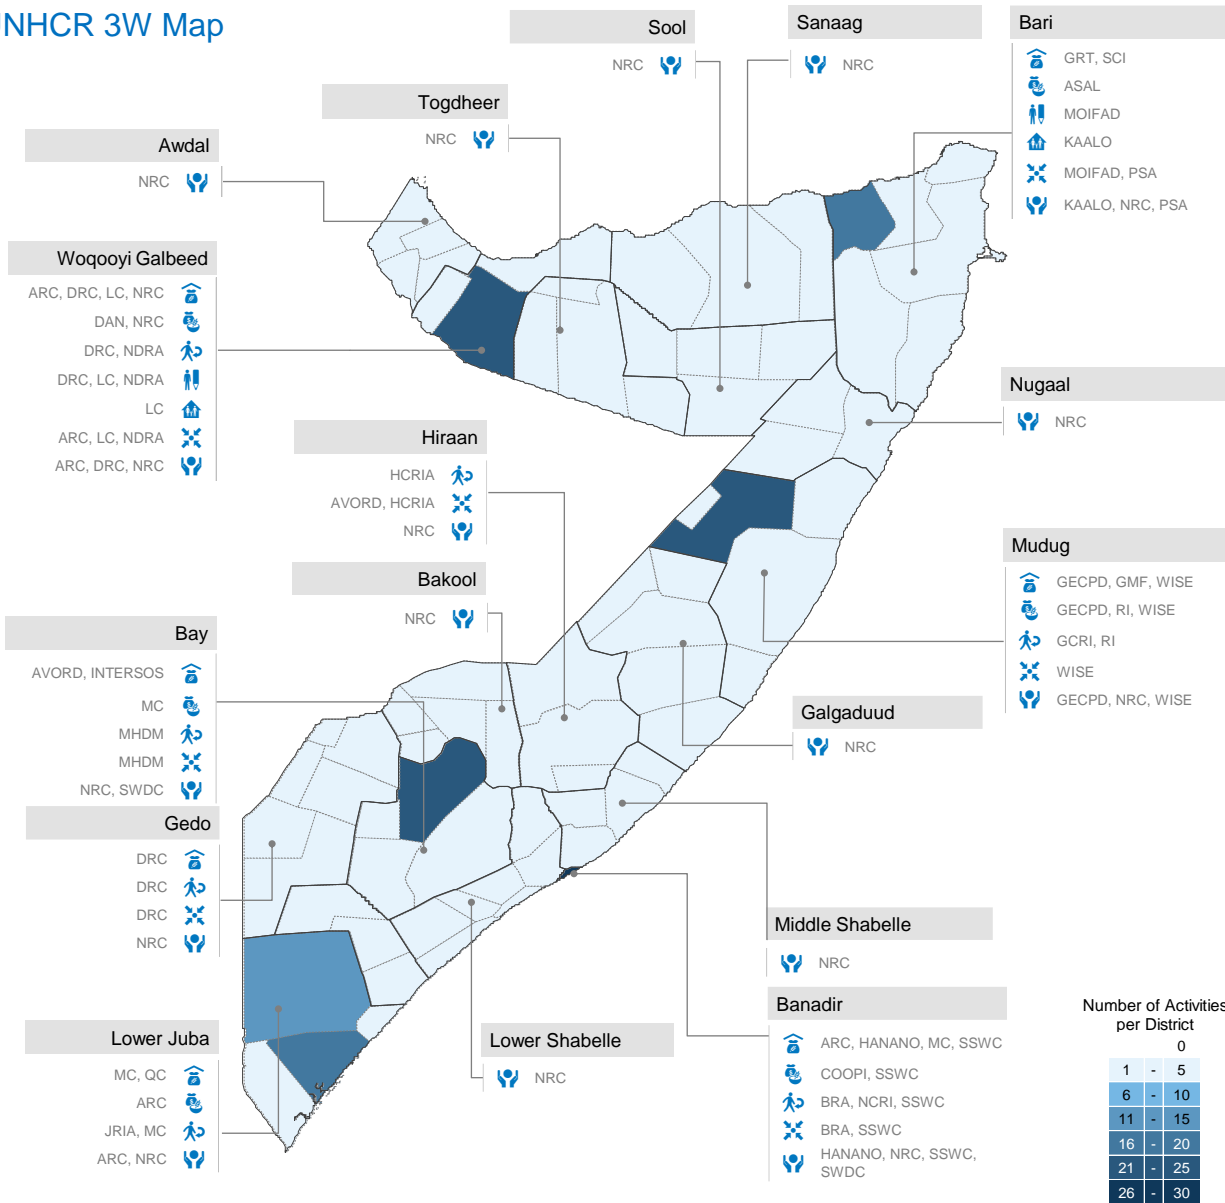 NHCR 3W Map
Sool
NRC
Sanaag
NRC
Bari
GRT, SCI
ASAL
MOIFAD
KAALO
MOIFAD, PSA
KAALO, NRC, PSA
Togdheer
NRC
Awdal
NRC
Woqooyi Galbeed
ARC, DRC, LC, NRC
DAN, NRC
DRC, NDRA
DRC, LC, NDRA
LC
ARC, LC, NDRA
ARC, DRC, NRC
Nugaal
NRC
Hiraan
HCRIA
AVORD, HCRIA
NRC
Bakool
NRC
Mudug
GECPD, GMF, WISE
GECPD, RI, WISE
GCRI, RI
WISE
GECPD, NRC, WISE
Bay
AVORD, INTERSOS
MC
MHDM
MHDM
NRC, SWDC
Galgaduud
NRC
Gedo
DRC
DRC
DRC
NRC
Middle Shabelle
NRC
Banadir
ARC, HANANO, MC, SSWC
COOPI, SSWC
BRA, NCRI, SSWC
BRA, SSWC
HANANO, NRC, SSWC,
SWDC
Lower Juba
MC, QC
ARC
JRIA, MC
ARC, NRC
Lower Shabelle
NRC
Number of Activities
per District
0
1 - 5
6 - 10
11 - 15
16 - 20
21 - 25
26 - 30